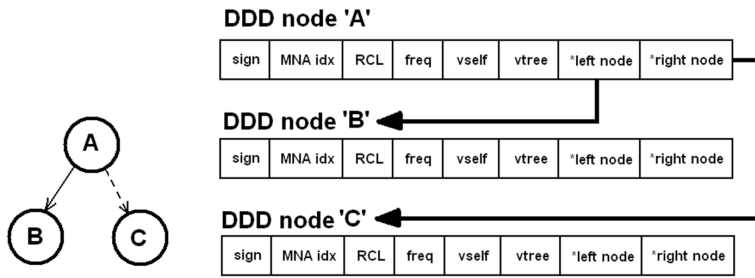 DDD node 'A'
sign MNA idx RCL freq vself vtree *left node *right node
DDD node 'B'
sign MNA idx RCL freq vself vtree *left node *right node
DDD node 'C'
sign MNA idx RCL freq vself vtree *left node *right node
A
B C